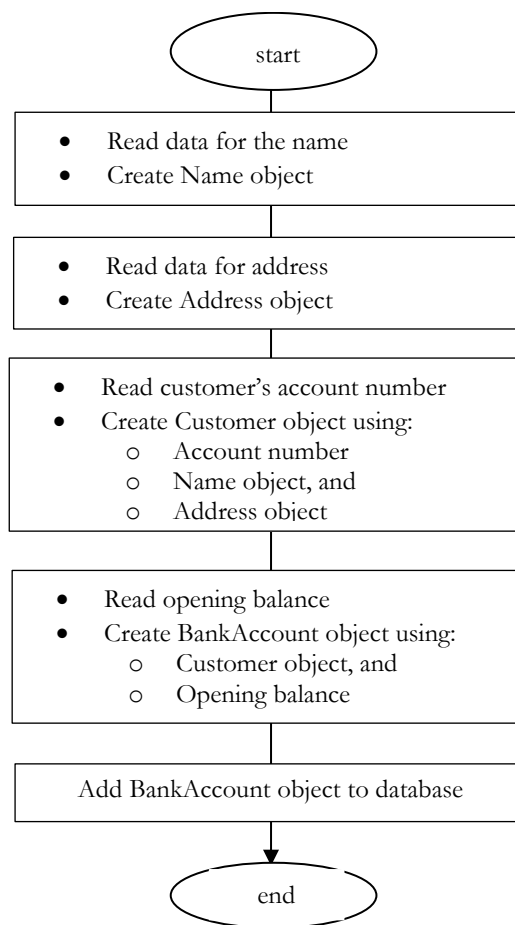 start
• Read data for the name
• Create Name object
• Read data for address
• Create Address object
• Read customer’s account number
• Create Customer object using:
o Account number
o Name object, and
o Address object
• Read opening balance
• Create BankAccount object using:
o Customer object, and
o Opening balance
Add BankAccount object to database
end